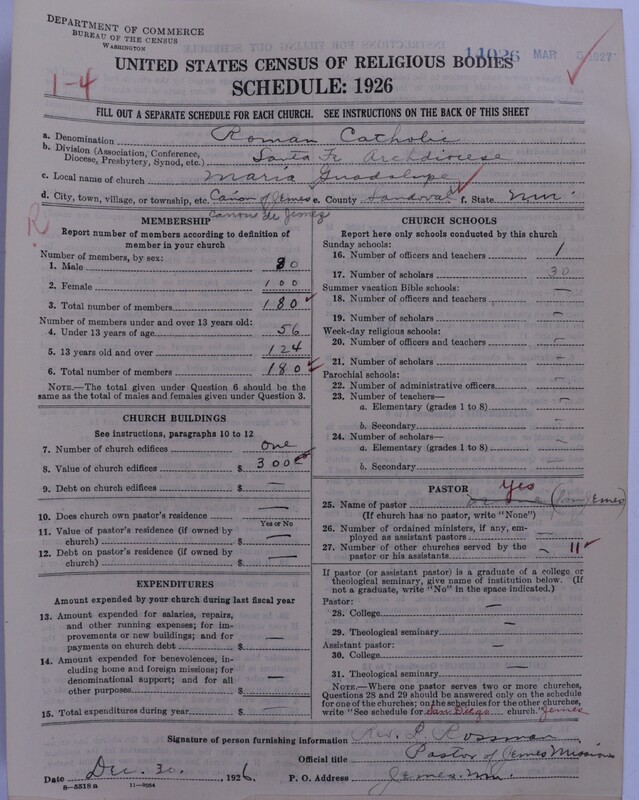 DEPARTMENT OF COMMERCE
BUREAU OF THE CENSUS
WASHINGTON
14026 MAR 5 1927
UNITED STATES CENSUS OF RELIGIOUS BODIES
1-4
SCHEDULE: 1926
FILL OUT A SEPARATE SCHEDULE FOR EACH CHURCH. SEE INSTRUCTIONS ON THE BACK OF THIS SHEET
a. Denomination Roman Catholic
b. Division (Association, Conference, Diocese, Presbytery, Synod, etc.) Santa Fe Archdiocese
c. Local name of church Maria Guadalupe
d. City, town, village, or township, etc. Cañon of Jemes e. County Sandoval f. State NM.
Canon de Jemez
R
MEMBERSHIP
Report number of members according to definition of
member in your church
Number of members, by sex:
1. Male 80
2. Female 100
3. Total number of members 180
Number of members under and over 13 years old:
4. Under 13 years of age 56
5. 13 years old and over 124
6. Total number of members 180
NOTE.—The total given under Question 6 should be the
same as the total of males and females given under Question 3.
CHURCH BUILDINGS
See instructions, paragraphs 10 to 12
7. Number of church edifices one
8. Value of church edifices $ 3000
9. Debt on church edifices $ —
10. Does church own pastor's residence —
Yes or No
11. Value of pastor's residence (if owned by
church) $ —
12. Debt on pastor's residence (if owned by
church) $ —
EXPENDITURES
Amount expended by your church during last fiscal year
13. Amount expended for salaries, repairs,
and other running expenses; for im-
provements or new buildings; and for
payments on church debt $ —
14. Amount expended for benevolences, in-
cluding home and foreign missions; for
denominational support; and for all
other purposes $ —
15. Total expenditures during year $ —
CHURCH SCHOOLS
Report here only schools conducted by this church
Sunday schools:
16. Number of officers and teachers 1
17. Number of scholars 30
Summer vacation Bible schools:
18. Number of officers and teachers —
19. Number of scholars —
Week-day religious schools:
20. Number of officers and teachers —
21. Number of scholars —
Parochial schools:
22. Number of administrative officers —
23. Number of teachers—
a. Elementary (grades 1 to 8) —
b. Secondary —
24. Number of scholars—
a. Elementary (grades 1 to 8) —
b. Secondary —
PASTOR
Yes
25. Name of pastor Jemes)
(If church has no pastor, write "None")
26. Number of ordained ministers, if any, em-
ployed as assistant pastors —
27. Number of other churches served by the
pastor or his assistants 11
If pastor (or assistant pastor) is a graduate of a college or
theological seminary, give name of institution below. (If
not a graduate, write "No" in the space indicated.)
Pastor:
28. College —
29. Theological seminary —
Assistant pastor:
30. College —
31. Theological seminary —
NOTE.—Where one pastor serves two or more churches,
Questions 28 and 29 should be answered only on the schedule
for one of the churches; on the schedules for the other churches,
write "See schedule for San Diego church." Jemes
Signature of person furnishing information Rev. Rossman
Official title Pastor of Jemes Missions
Date Dec. 30, 1926. P. O. Address Jemes. NM.
8—5518 a 11—9064